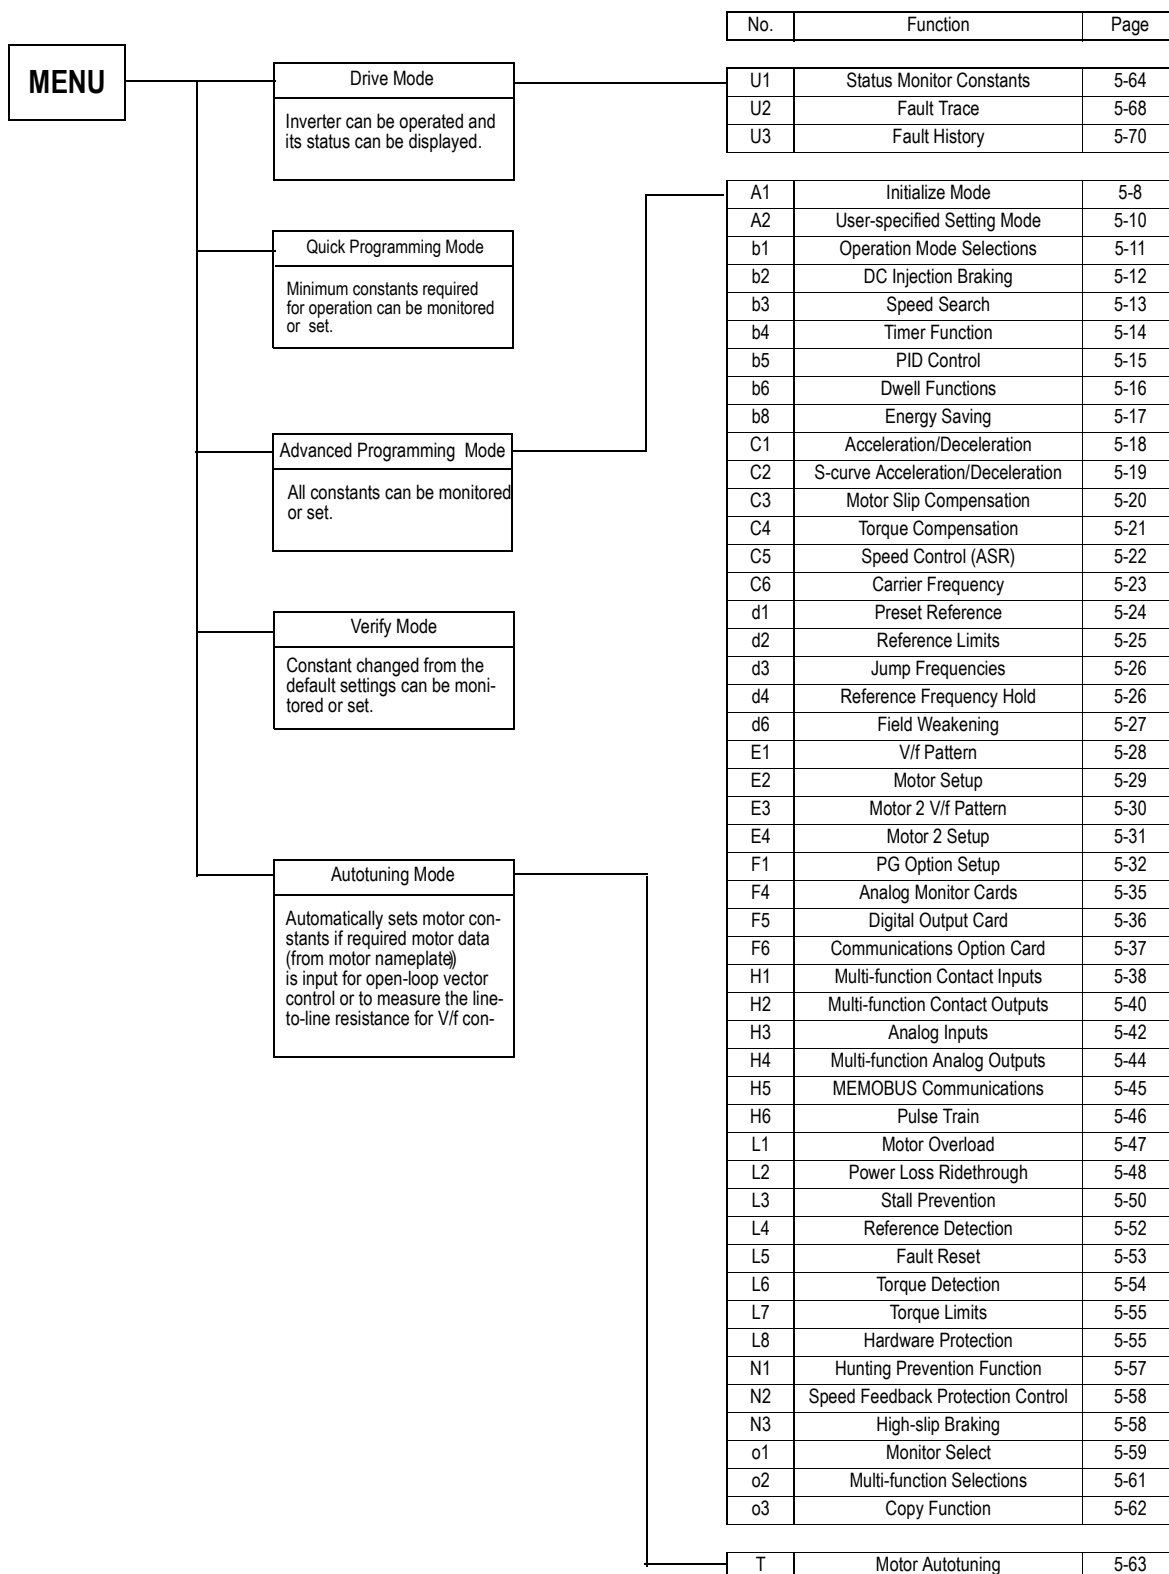 MENU
Drive Mode
Inverter can be operated and
its status can be displayed.
Quick Programming Mode
Minimum constants required
for operation can be monitored
or set.
Advanced Programming Mode
All constants can be monitored
or set.
Verify Mode
Constant changed from the
default settings can be moni-
tored or set.
Autotuning Mode
Automatically sets motor con-
stants if required motor data
(from motor nameplate))
is input for open-loop vector
control or to measure the line-
to-line resistance for V/f con-
No. Function Page
U1 Status Monitor Constants 5-64
U2 Fault Trace 5-68
U3 Fault History 5-70
A1 Initialize Mode 5-8
A2 User-specified Setting Mode 5-10
b1 Operation Mode Selections 5-11
b2 DC Injection Braking 5-12
b3 Speed Search 5-13
b4 Timer Function 5-14
b5 PID Control 5-15
b6 Dwell Functions 5-16
b8 Energy Saving 5-17
C1 Acceleration/Deceleration 5-18
C2 S-curve Acceleration/Deceleration 5-19
C3 Motor Slip Compensation 5-20
C4 Torque Compensation 5-21
C5 Speed Control (ASR) 5-22
C6 Carrier Frequency 5-23
d1 Preset Reference 5-24
d2 Reference Limits 5-25
d3 Jump Frequencies 5-26
d4 Reference Frequency Hold 5-26
d6 Field Weakening 5-27
E1 V/f Pattern 5-28
E2 Motor Setup 5-29
E3 Motor 2 V/f Pattern 5-30
E4 Motor 2 Setup 5-31
F1 PG Option Setup 5-32
F4 Analog Monitor Cards 5-35
F5 Digital Output Card 5-36
F6 Communications Option Card 5-37
H1 Multi-function Contact Inputs 5-38
H2 Multi-function Contact Outputs 5-40
H3 Analog Inputs 5-42
H4 Multi-function Analog Outputs 5-44
H5 MEMOBUS Communications 5-45
H6 Pulse Train 5-46
L1 Motor Overload 5-47
L2 Power Loss Ridethrough 5-48
L3 Stall Prevention 5-50
L4 Reference Detection 5-52
L5 Fault Reset 5-53
L6 Torque Detection 5-54
L7 Torque Limits 5-55
L8 Hardware Protection 5-55
N1 Hunting Prevention Function 5-57
N2 Speed Feedback Protection Control 5-58
N3 High-slip Braking 5-58
o1 Monitor Select 5-59
o2 Multi-function Selections 5-61
o3 Copy Function 5-62
T Motor Autotuning 5-63